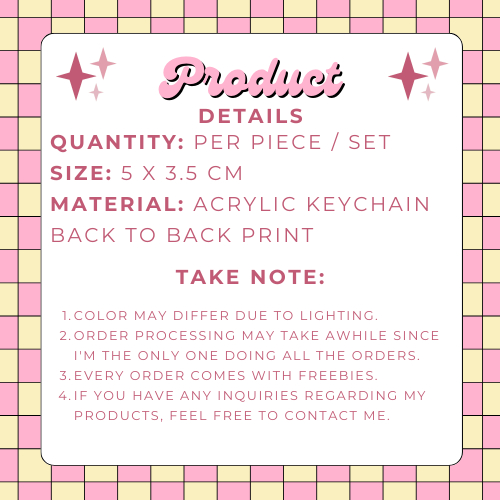 Product
DETAILS
QUANTITY: PER PIECE / SET
SIZE: 5 X 3.5 CM
MATERIAL: ACRYLIC KEYCHAIN
BACK TO BACK PRINT
TAKE NOTE:
1. COLOR MAY DIFFER DUE TO LIGHTING.
2. ORDER PROCESSING MAY TAKE AWHILE SINCE
I'M THE ONLY ONE DOING ALL THE ORDERS.
3. EVERY ORDER COMES WITH FREEBIES.
4. IF YOU HAVE ANY INQUIRIES REGARDING MY
PRODUCTS, FEEL FREE TO CONTACT ME.